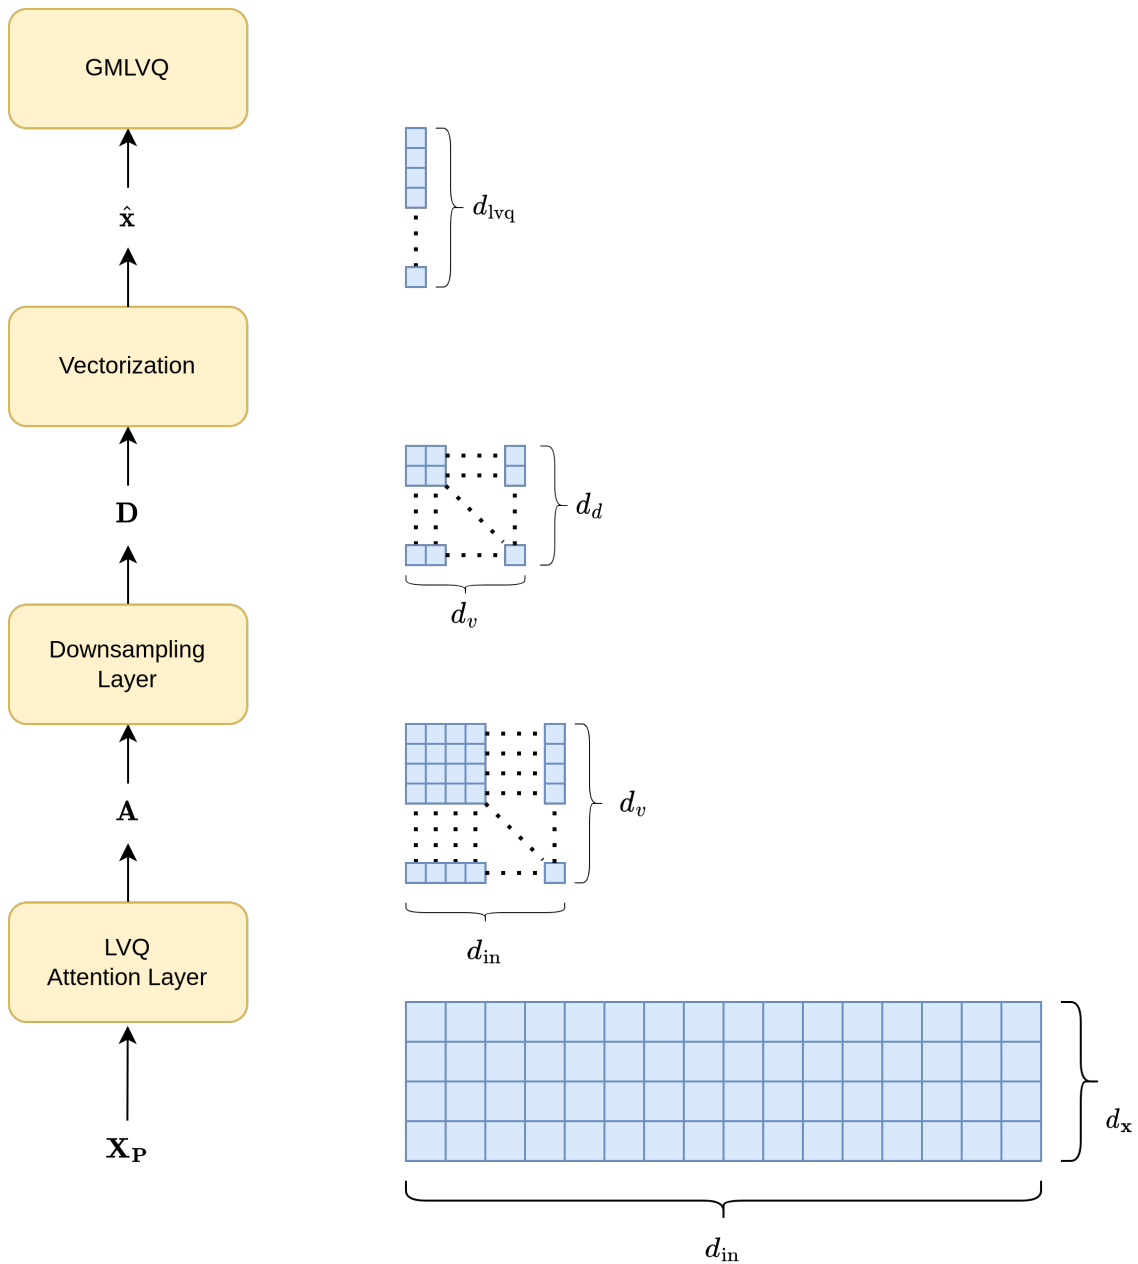 GMLVQ
x̂
d_lvq
Vectorization
D
d_d
d_v
Downsampling
Layer
A
d_v
LVQ
Attention Layer
d_in
X_P
d_x
d_in